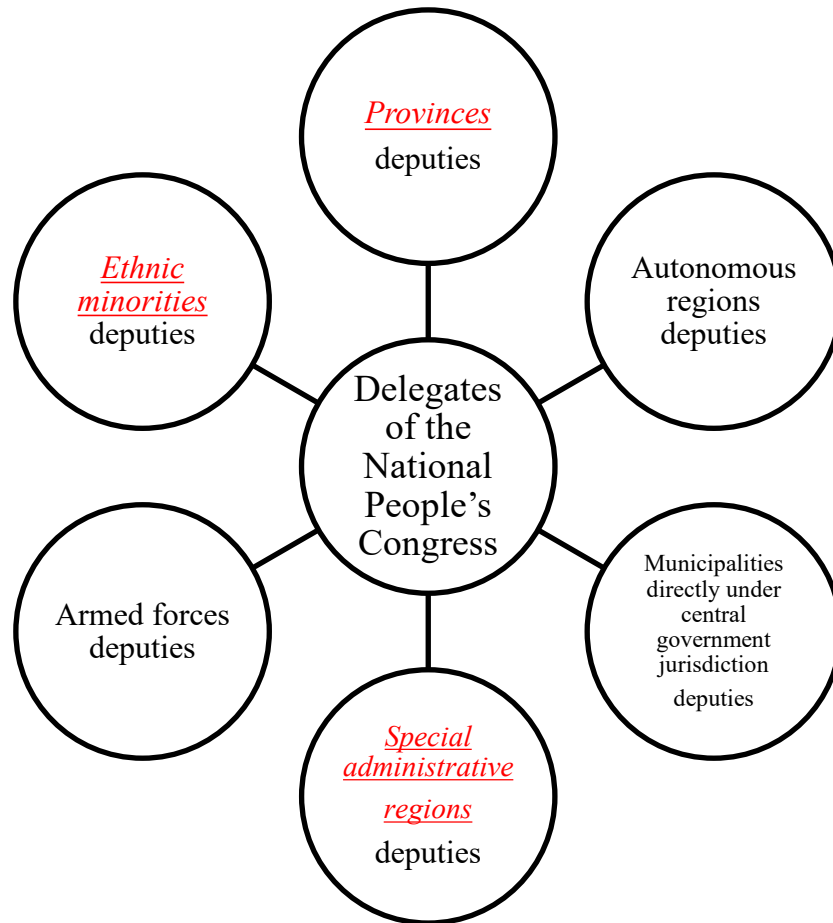 Provinces
deputies
Autonomous
regions
deputies
Municipalities
directly under
central
government
jurisdiction
deputies
Special
administrative
regions
deputies
Armed forces
deputies
Ethnic
minorities
deputies
Delegates
of the
National
People’s
Congress